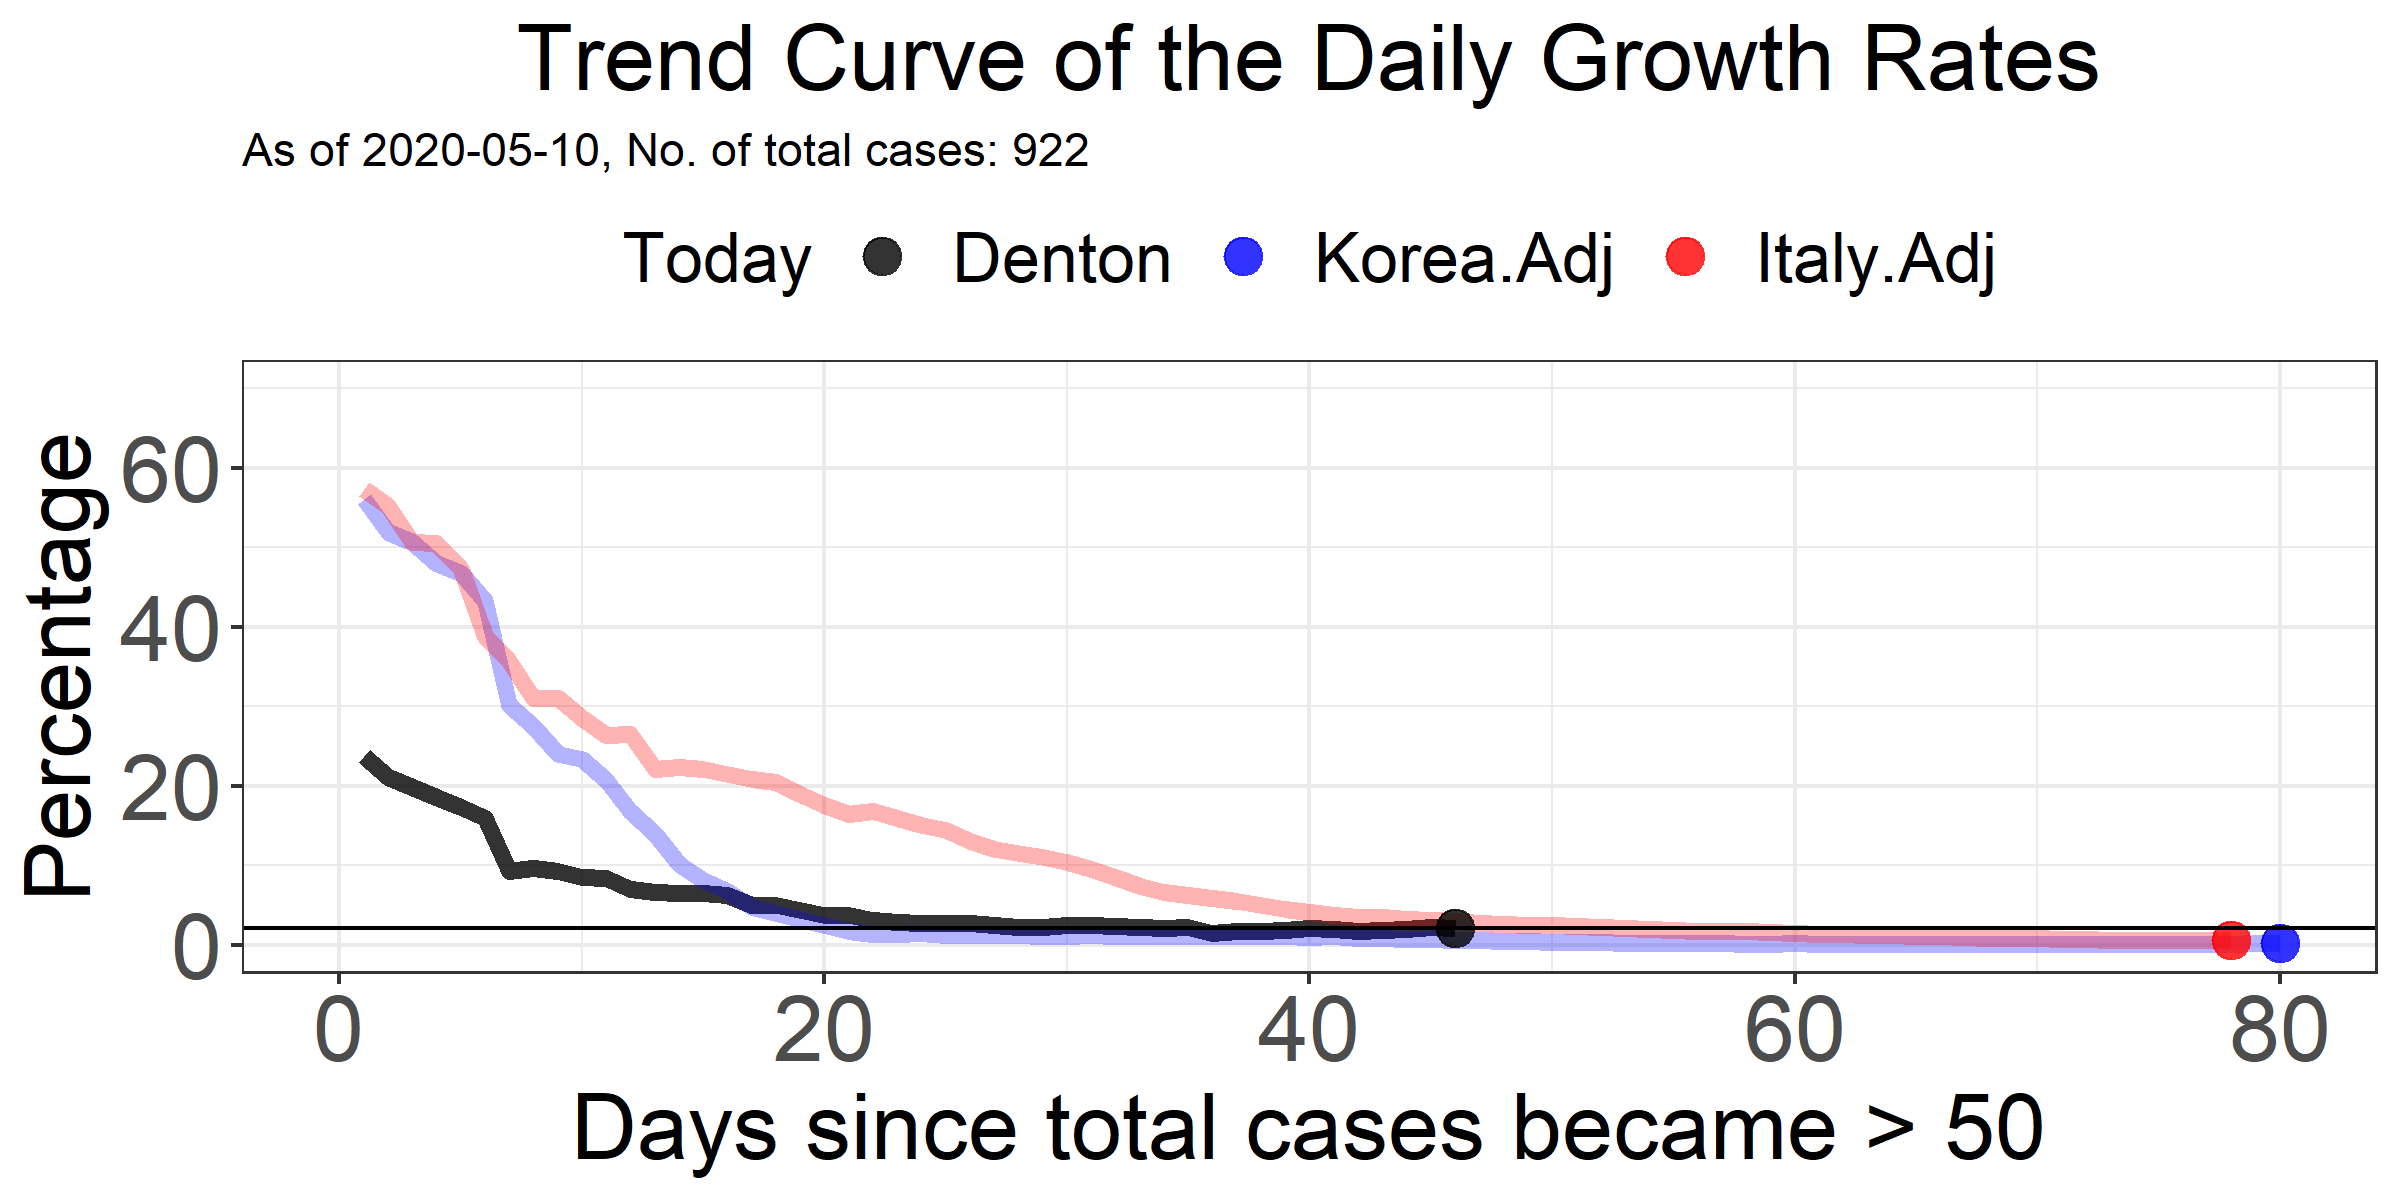 Trend Curve of the Daily Growth Rates
As of 2020-05-10, No. of total cases: 922
Today Denton Korea.Adj Italy.Adj
Percentage
60
40
20
0
0 20 40 60 80
Days since total cases became > 50